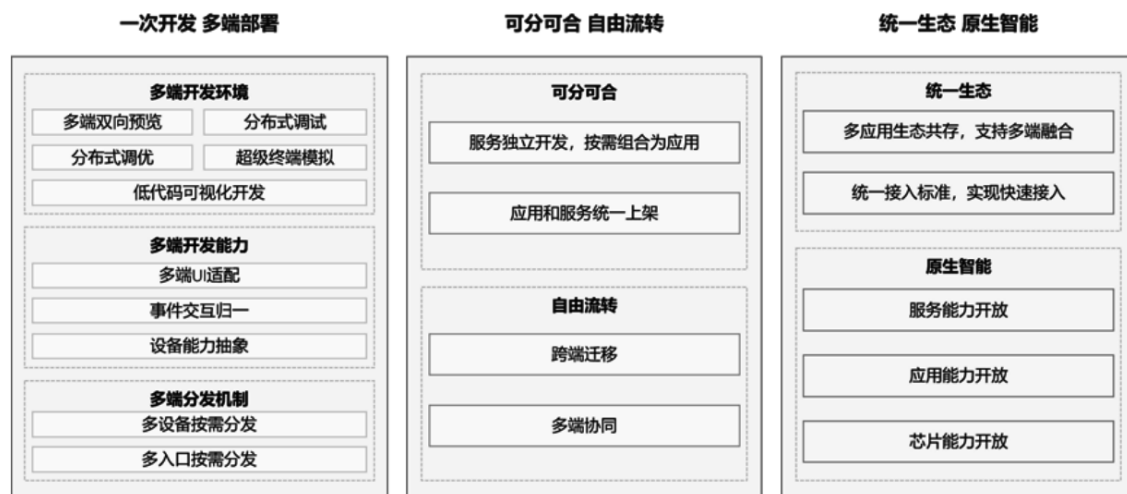 一次开发 多端部署
多端开发环境
多端双向预览
分布式调试
分布式调优
超级终端模拟
低代码可视化开发
多端开发能力
多端UI适配
事件交互归一
设备能力抽象
多端分发机制
多设备按需分发
多入口按需分发
可分可合 自由流转
可分可合
服务独立开发，按需组合为应用
应用和服务统一上架
自由流转
跨端迁移
多端协同
统一生态 原生智能
统一生态
多应用生态共存，支持多端融合
统一接入标准，实现快速接入
原生智能
服务能力开放
应用能力开放
芯片能力开放